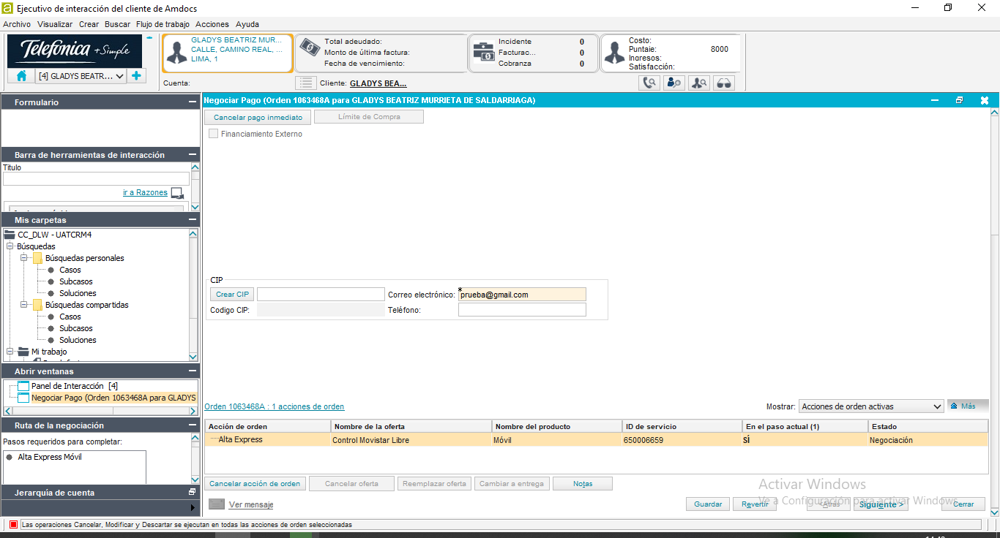 Ejecutivo de interacción del cliente de Amdocs
Archivo Visualizar Crear Buscar Flujo de trabajo Acciones Ayuda
Telefónica +Simple
[4] GLADYS BEATR...
GLADYS BEATRIZ MUR...
CALLE, CAMINO REAL, ...
LIMA, 1
Total adeudado:
Monto de última factura:
Fecha de vencimiento:
Incidente 0
Facturac... 0
Cobranza 0
Costo:
Puntaje: 8000
Ingresos:
Satisfacción:
Cuenta:
Cliente: GLADYS BEA...
Formulario
Barra de herramientas de interacción
Título
ir a Razones
Mis carpetas
CC_DLW - UATCRM4
Búsquedas
Búsquedas personales
Casos
Subcasos
Soluciones
Búsquedas compartidas
Casos
Subcasos
Soluciones
Mi trabajo
Abrir ventanas
Panel de Interacción [4]
Negociar Pago (Orden 1063468A para GLADYS
Ruta de la negociación
Pasos requeridos para completar:
Alta Express Móvil
Jerarquía de cuenta
Negociar Pago (Orden 1063468A para GLADYS BEATRIZ MURRIETA DE SALDARRIAGA)
Cancelar pago inmediato Límite de Compra
Financiamiento Externo
CIP
Crear CIP Correo electrónico: * prueba@gmail.com
Codigo CIP: Teléfono:
Orden 1063468A : 1 acciones de orden
Mostrar: Acciones de orden activas Más
Acción de orden Nombre de la oferta Nombre del producto ID de servicio En el paso actual (1) Estado
Alta Express Control Movistar Libre Móvil 650006659 SÍ Negociación
Cancelar acción de orden Cancelar oferta Reemplazar oferta Cambiar a entrega Notas
Ver mensaje
Guardar Revertir <Atrás Siguiente > Cerrar
Activar Windows
Ve a Configuración para activar Windows.
Las operaciones Cancelar, Modificar y Descartar se ejecutan en todas las acciones de orden seleccionadas